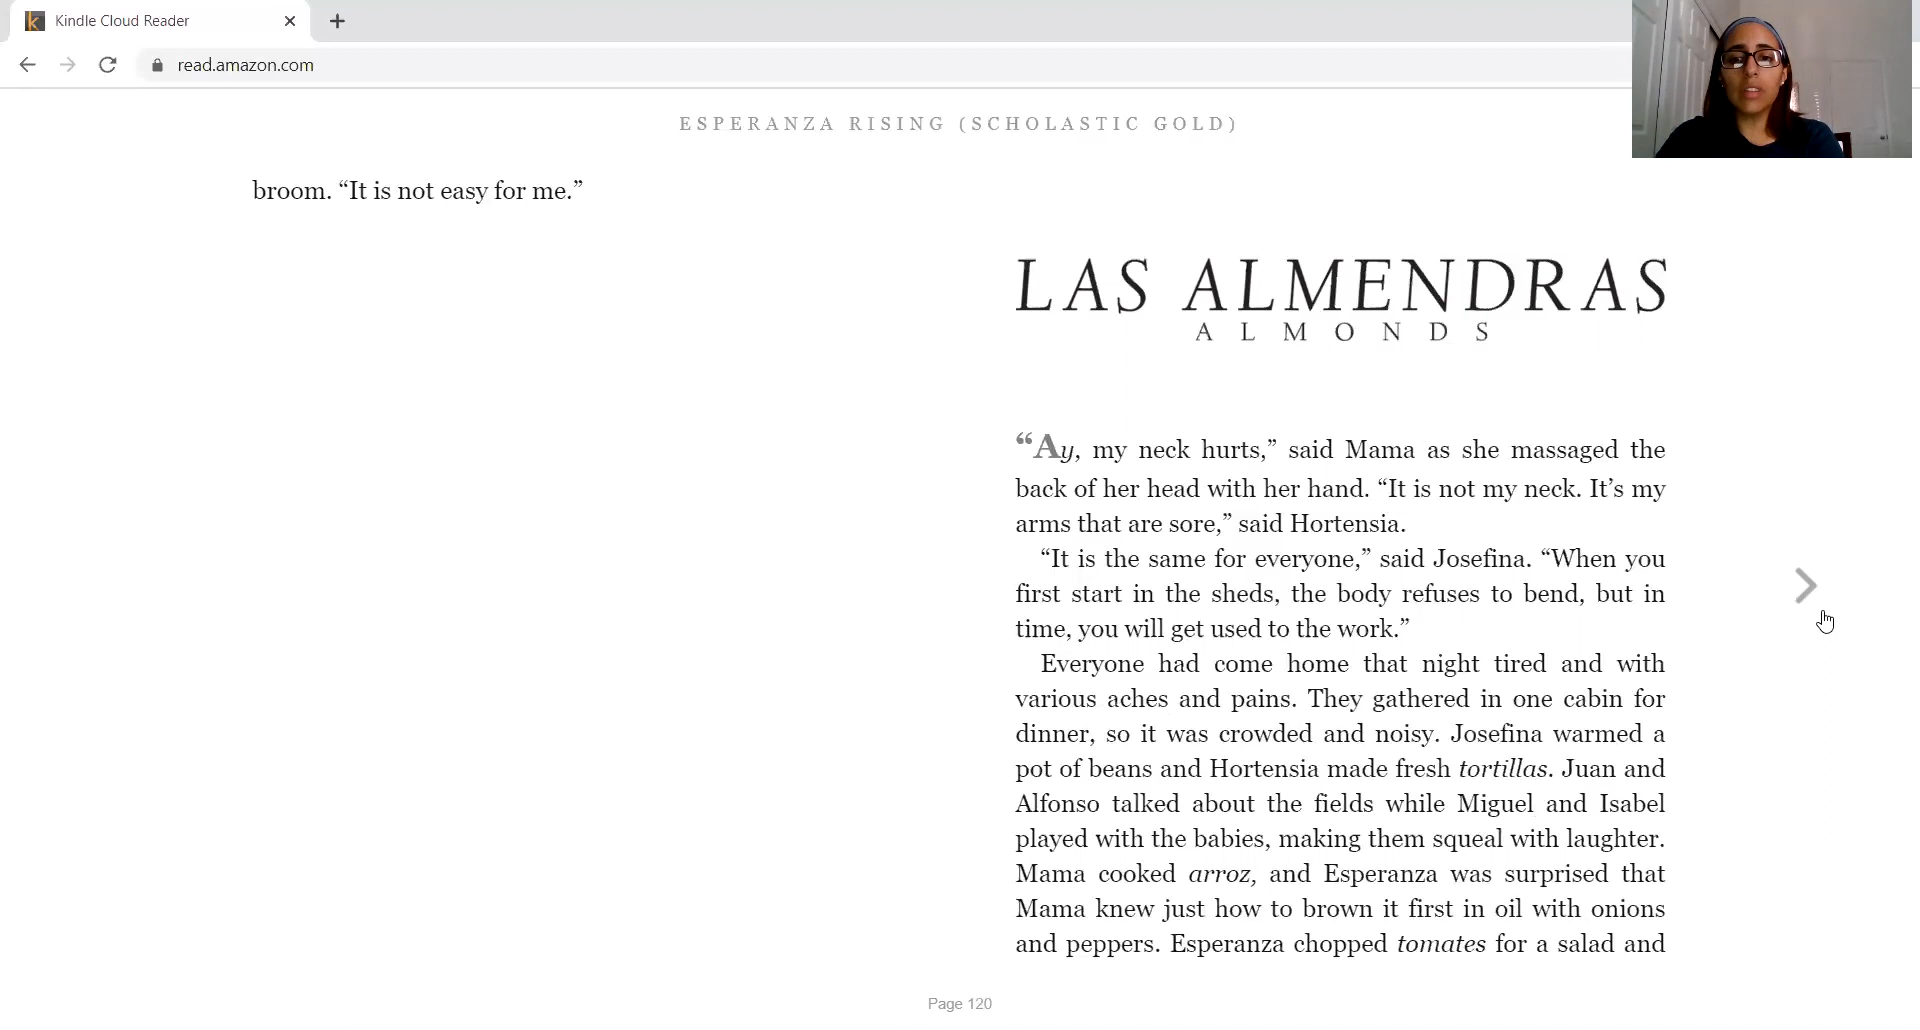 Kindle Cloud Reader
read.amazon.com
ESPERANZA RISING (SCHOLASTIC GOLD)
broom. “It is not easy for me.”
LAS ALMENDRAS
ALMONDS
“Ay, my neck hurts,” said Mama as she massaged the
back of her head with her hand. “It is not my neck. It’s my
arms that are sore,” said Hortensia.
“It is the same for everyone,” said Josefina. “When you
first start in the sheds, the body refuses to bend, but in
time, you will get used to the work.”
Everyone had come home that night tired and with
various aches and pains. They gathered in one cabin for
dinner, so it was crowded and noisy. Josefina warmed a
pot of beans and Hortensia made fresh tortillas. Juan and
Alfonso talked about the fields while Miguel and Isabel
played with the babies, making them squeal with laughter.
Mama cooked arroz, and Esperanza was surprised that
Mama knew just how to brown it first in oil with onions
and peppers. Esperanza chopped tomates for a salad and
Page 120